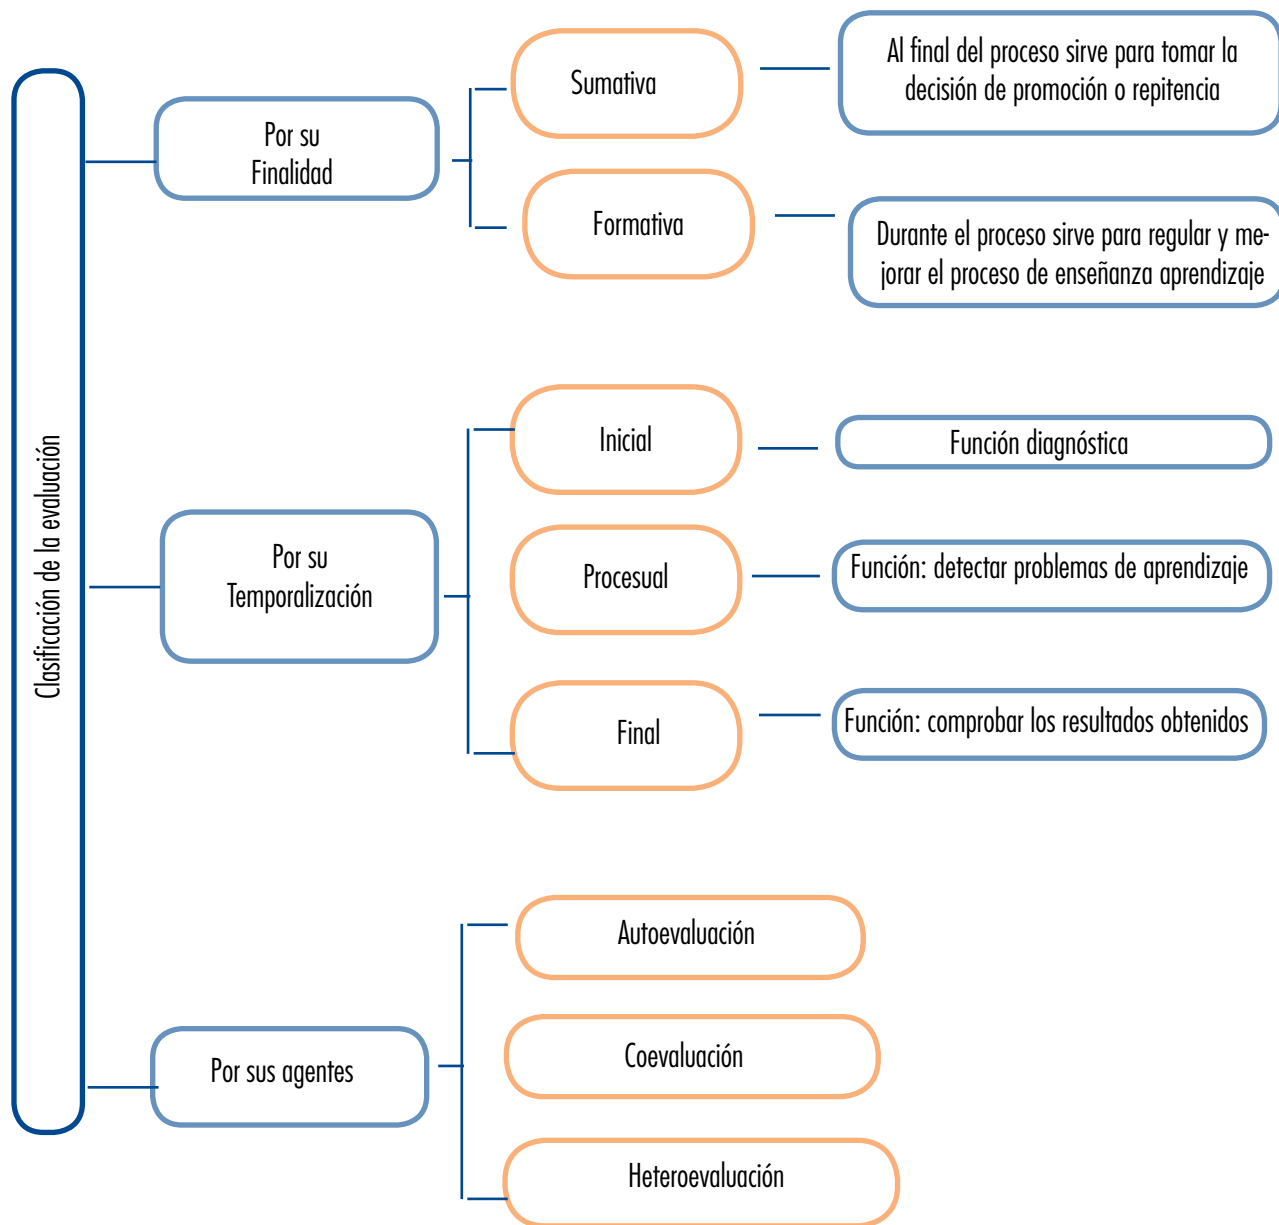 Clasificación de la evaluación
Por su
Finalidad
Sumativa
Al final del proceso sirve para tomar la
decisión de promoción o repitencia
Formativa
Durante el proceso sirve para regular y me-
jorar el proceso de enseñanza aprendizaje
Por su
Temporalización
Inicial
Función diagnóstica
Procesual
Función: detectar problemas de aprendizaje
Final
Función: comprobar los resultados obtenidos
Por sus agentes
Autoevaluación
Coevaluación
Heteroevaluación